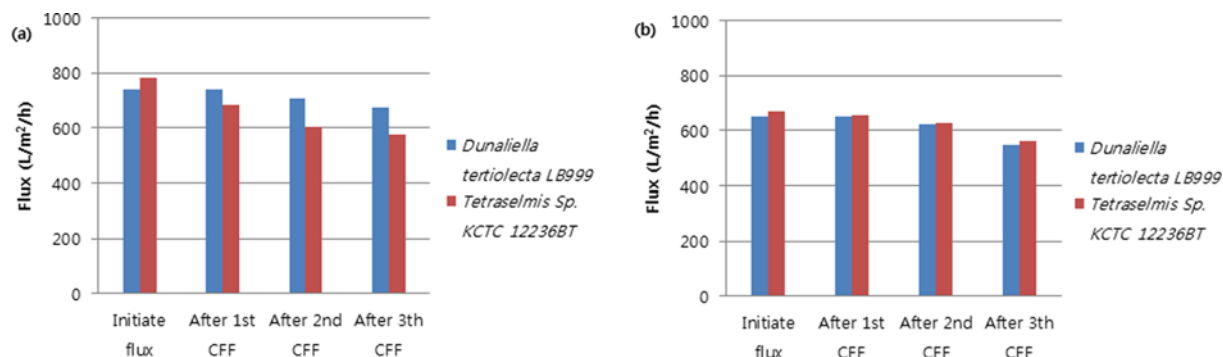 (a)
Flux (L/m²/h)
1000
800
600
400
200
0
Initiate flux
After 1st CFF
After 2nd CFF
After 3th CFF
Dunaliella
tertiolecta LB999
Tetraselmis Sp.
KCTC 12236BT
(b)
Flux (L/m²/h)
1000
800
600
400
200
0
Initiate flux
After 1st CFF
After 2nd CFF
After 3th CFF
Dunaliella
tertiolecta LB999
Tetraselmis Sp.
KCTC 12236BT